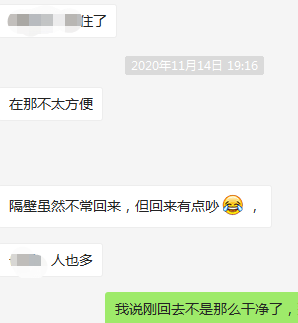 住了
2020年11月14日 19:16
在那不太方便
隔壁虽然不常回来，但回来有点吵😂，
人也多
我说刚回去不是那么干净了，